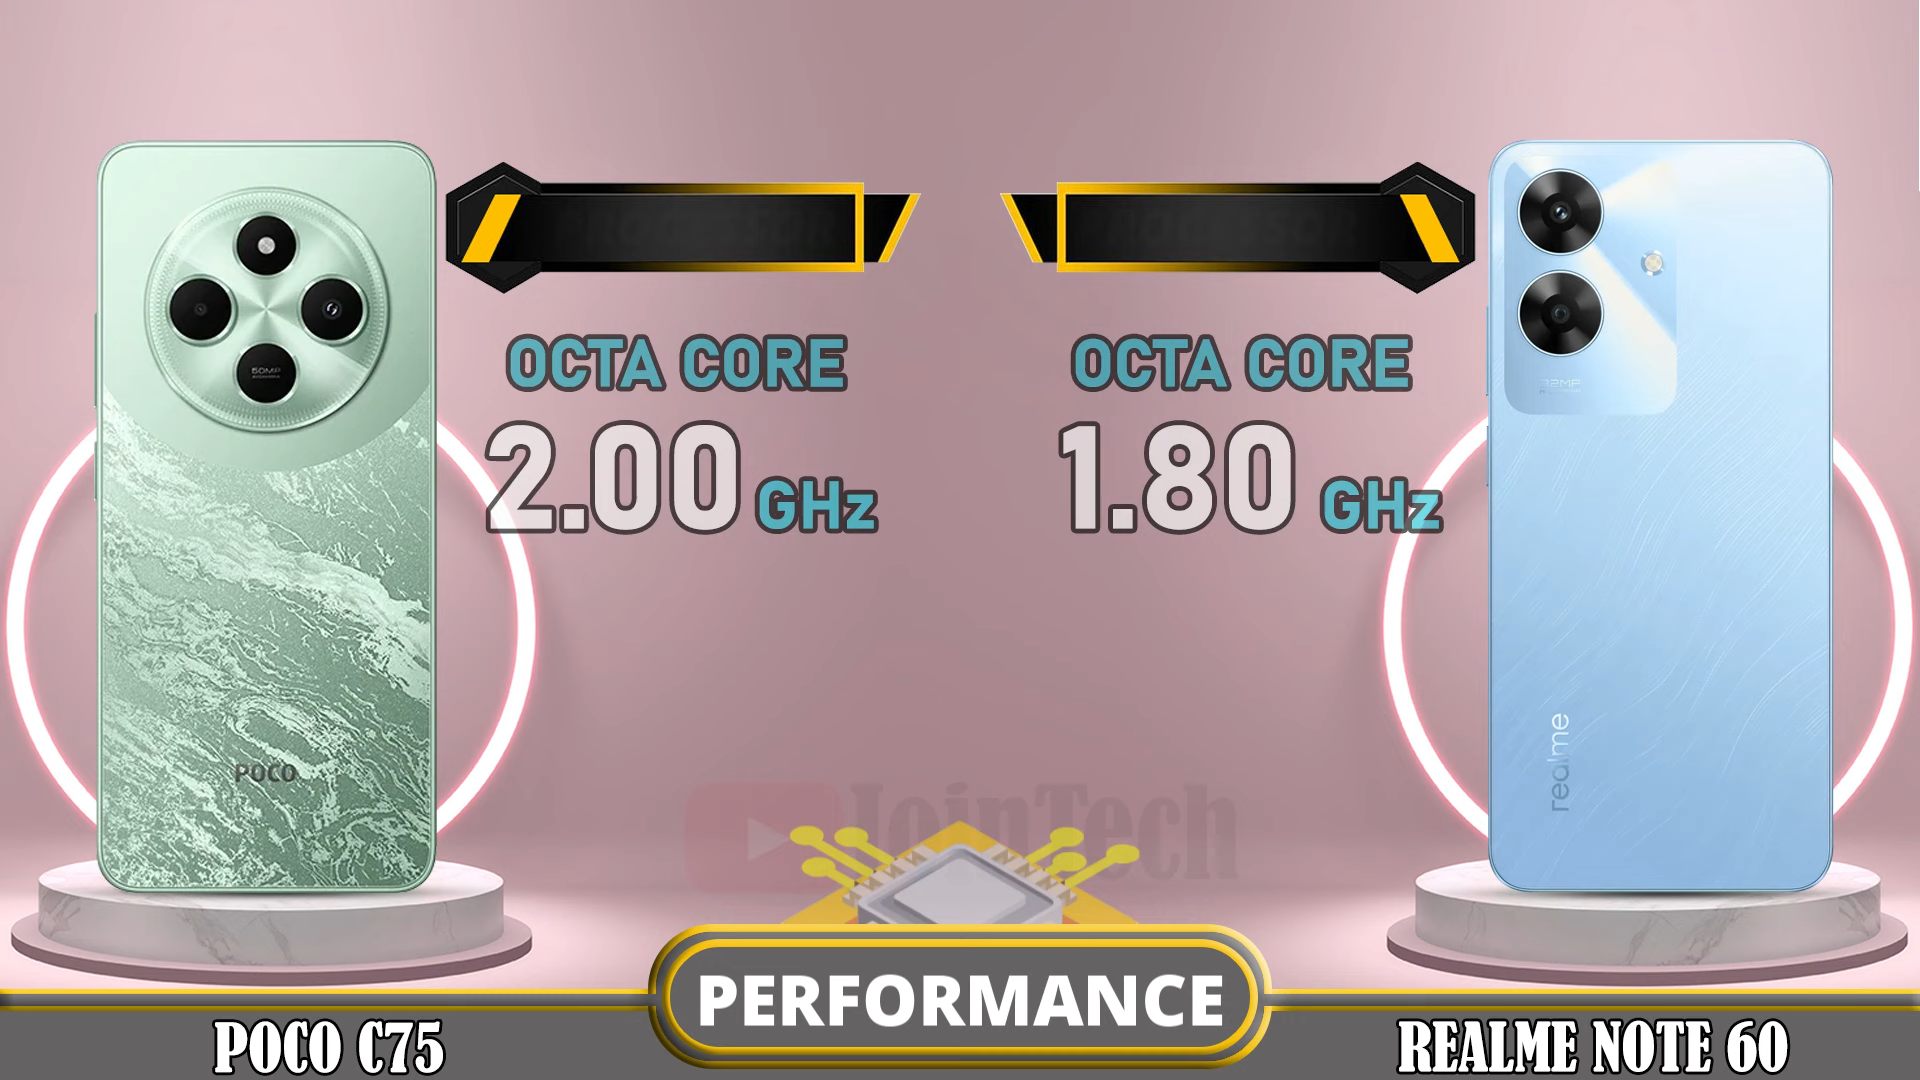 OCTA CORE
2.00 GHz
OCTA CORE
1.80 GHz
50MP
32MP
POCO
realme
JoinTech
PERFORMANCE
POCO C75
REALME NOTE 60